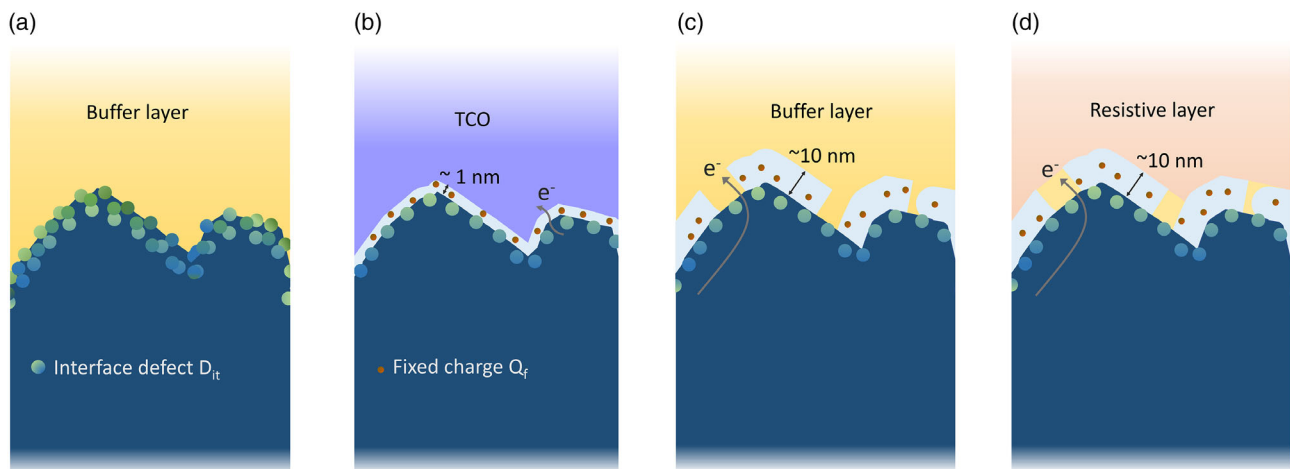 (a)
Buffer layer
Interface defect D_it
(b)
TCO
~ 1 nm
e⁻
Fixed charge Q_f
(c)
Buffer layer
~10 nm
e⁻
(d)
Resistive layer
~10 nm
e⁻